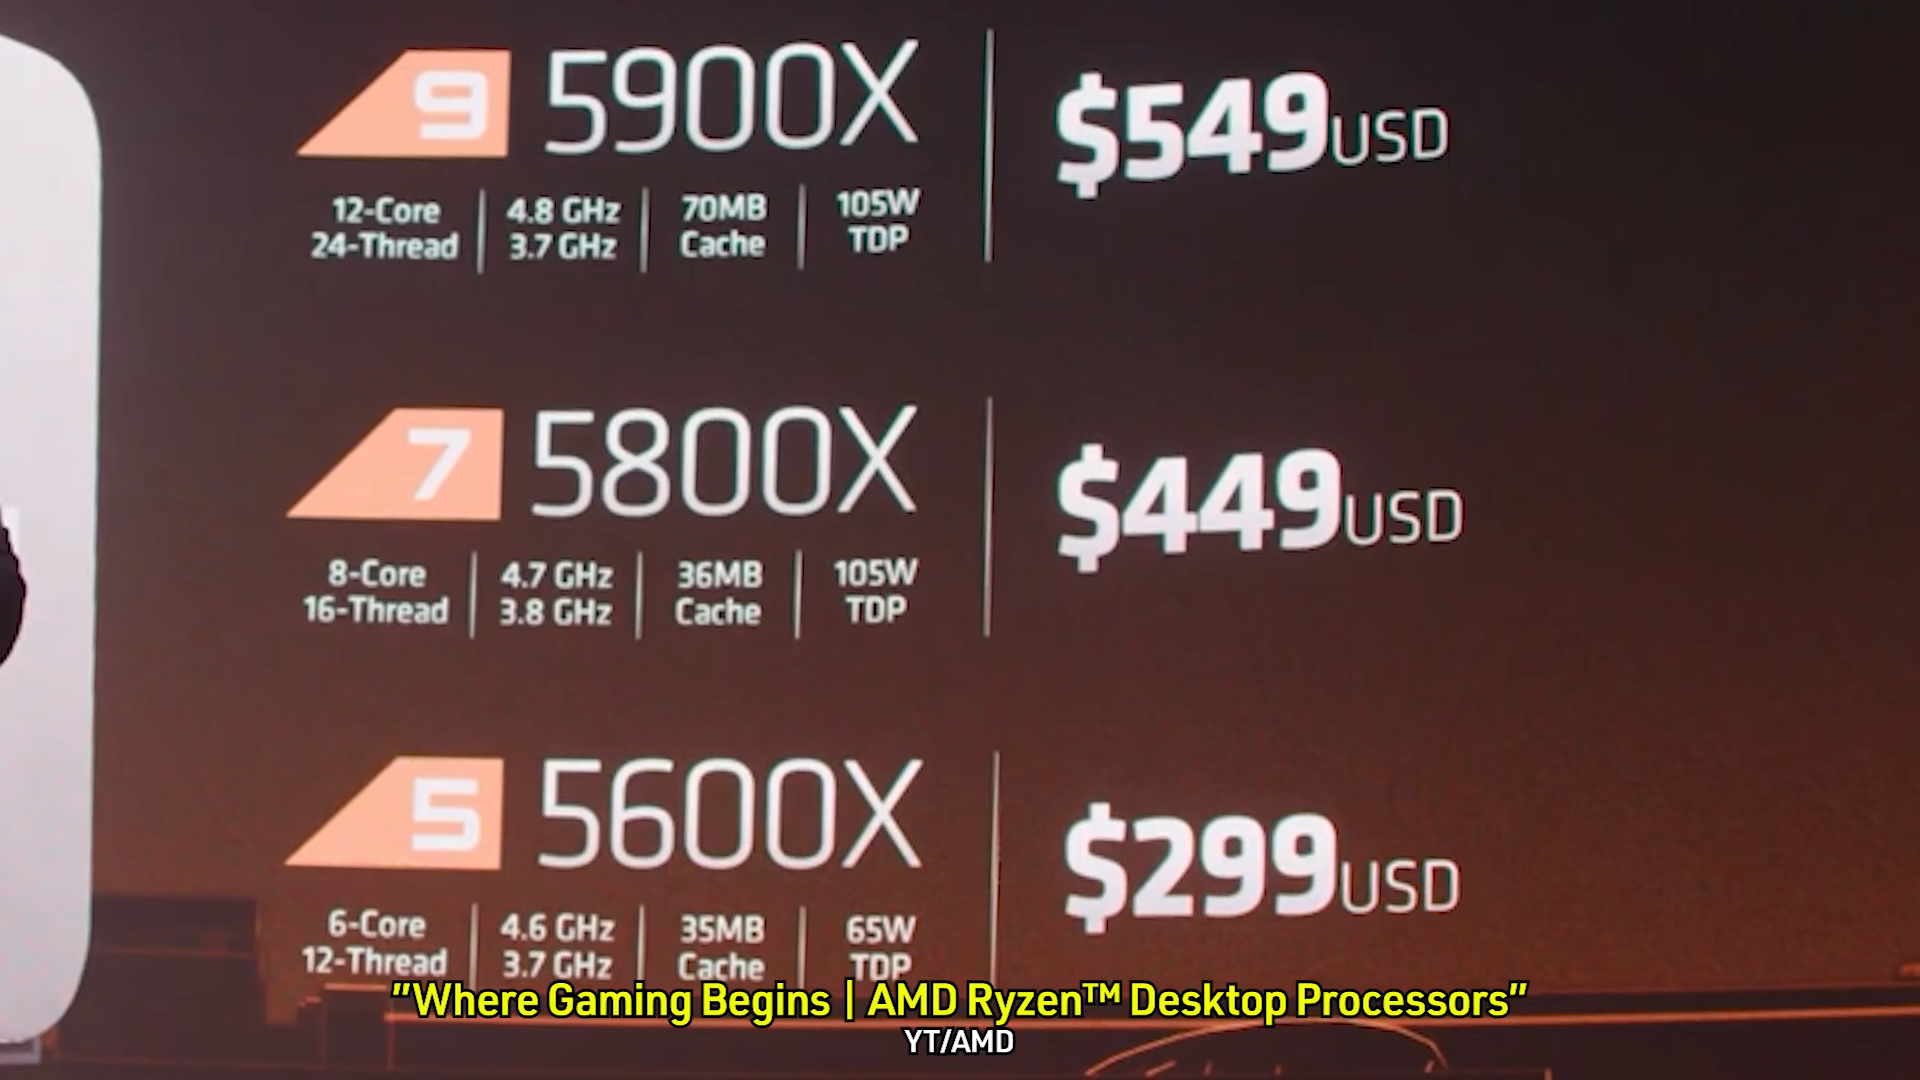 9 5900X
$549USD
12-Core
24-Thread
4.8 GHz
3.7 GHz
70MB
Cache
105W
TDP
7 5800X
$449USD
8-Core
16-Thread
4.7 GHz
3.8 GHz
36MB
Cache
105W
TDP
5 5600X
$299USD
6-Core
12-Thread
4.6 GHz
3.7 GHz
35MB
Cache
65W
TDP
"Where Gaming Begins | AMD Ryzen™ Desktop Processors"
YT/AMD